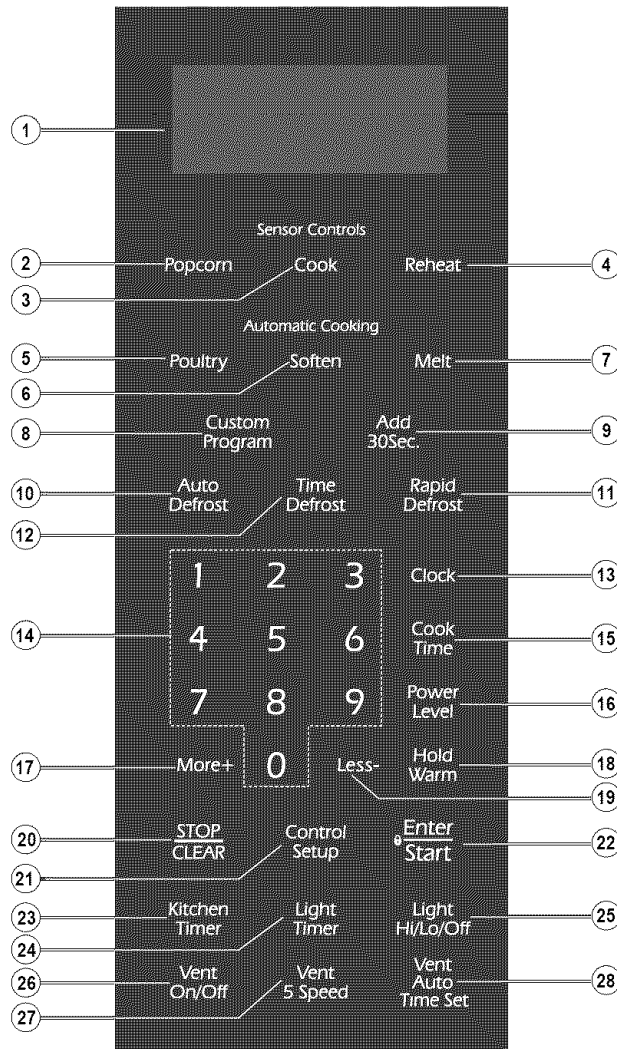 1
Sensor Controls
2 Popcorn Cook Reheat 4
3
Automatic Cooking
5 Poultry Soften Melt 7
6
8 Custom Program Add 30Sec. 9
10 Auto Defrost Time Defrost Rapid Defrost 11
12
1 2 3 Clock 13
14 4 5 6 Cook Time 15
7 8 9 Power Level 16
17 More+ 0 Less- Hold Warm 18
19
20 STOP CLEAR Control Setup Enter Start 22
21
23 Kitchen Timer Light Timer Light Hi/Lo/Off 25
24
26 Vent On/Off Vent 5 Speed Vent Auto Time Set 28
27